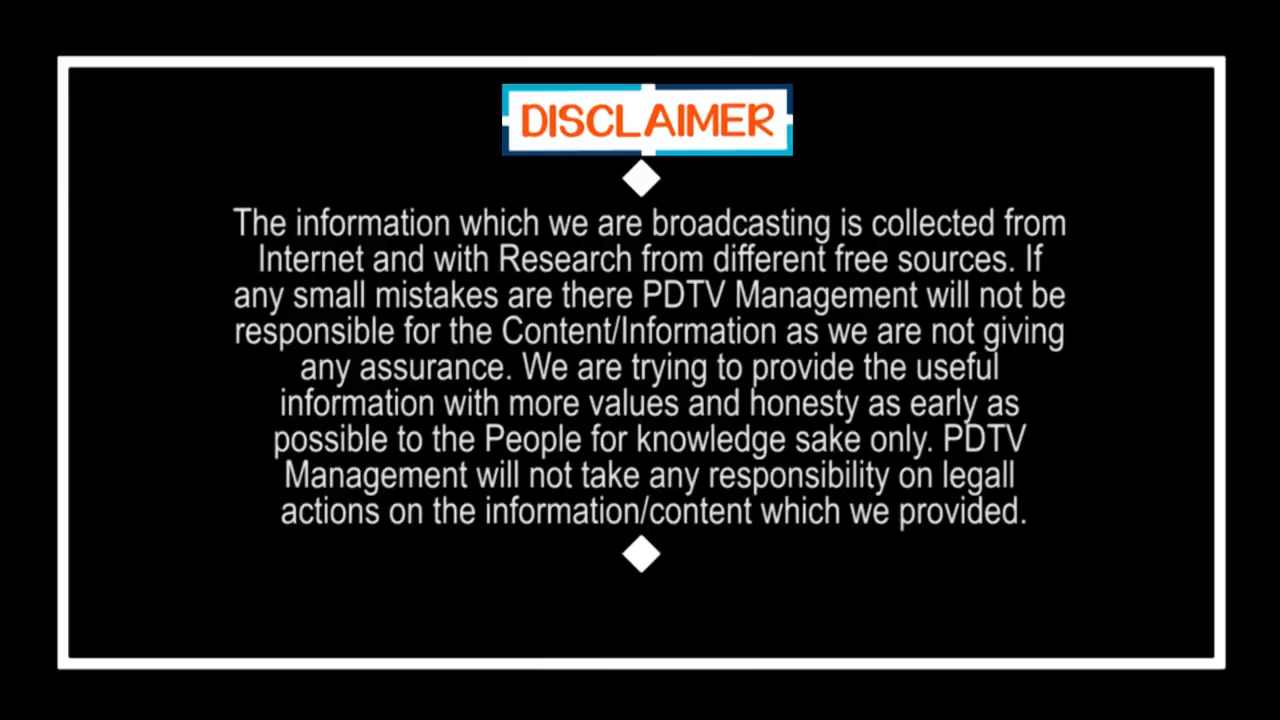 DISCLAIMER
The information which we are broadcasting is collected from
Internet and with Research from different free sources. If
any small mistakes are there PDTV Management will not be
responsible for the Content/Information as we are not giving
any assurance. We are trying to provide the useful
information with more values and honesty as early as
possible to the People for knowledge sake only. PDTV
Management will not take any responsibility on legall
actions on the information/content which we provided.